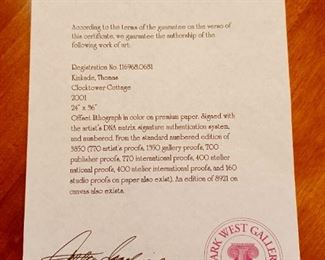 According to the terms of the guarantee on the verso of
this certificate, we guarantee the authorship of the
following work of art:
Registration No. 116968.0681
Kinkade, Thomas
Clocktower Cottage
2001
24" x 36"
Offset lithograph in color on premium paper. Signed with
the artist's DNA matrix signature authentication system,
and numbered. From the standard numbered edition of
3850 (770 artist's proofs, 1350 gallery proofs, 700
publisher proofs, 770 international proofs, 400 atelier
national proofs, 400 atelier international proofs, and 160
studio proofs on paper also exist). An edition of 8921 on
canvas also exists.
PARK WEST GALLERY